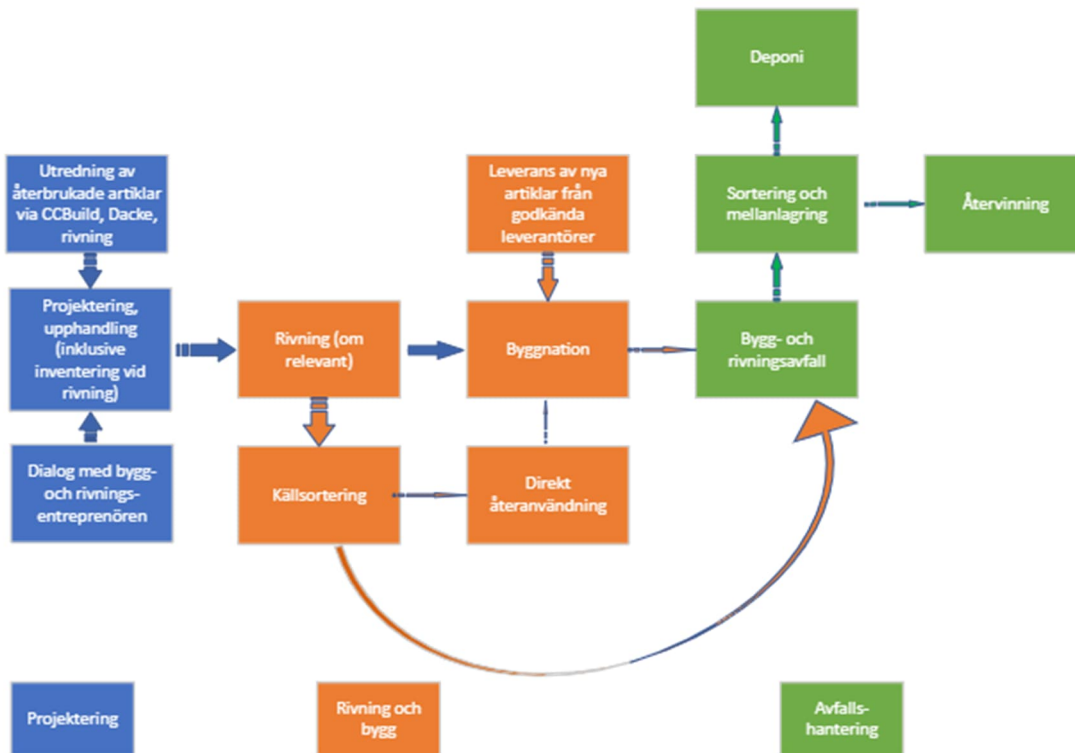 Deponi
Utredning av
återbrukade artiklar
via CCBuild, Dacke,
rivning
Leverans av nya
artiklar från
godkända
leverantörer
Sortering och
mellanlagring
Återvinning
Projektering,
upphandling
(inklusive
inventering vid
rivning)
Rivning (om
relevant)
Byggnation
Bygg- och
rivningsavfall
Dialog med bygg-
och rivnings-
entreprenören
Källsortering
Direkt
återanvändning
Projektering
Rivning och
bygg
Avfalls-
hantering